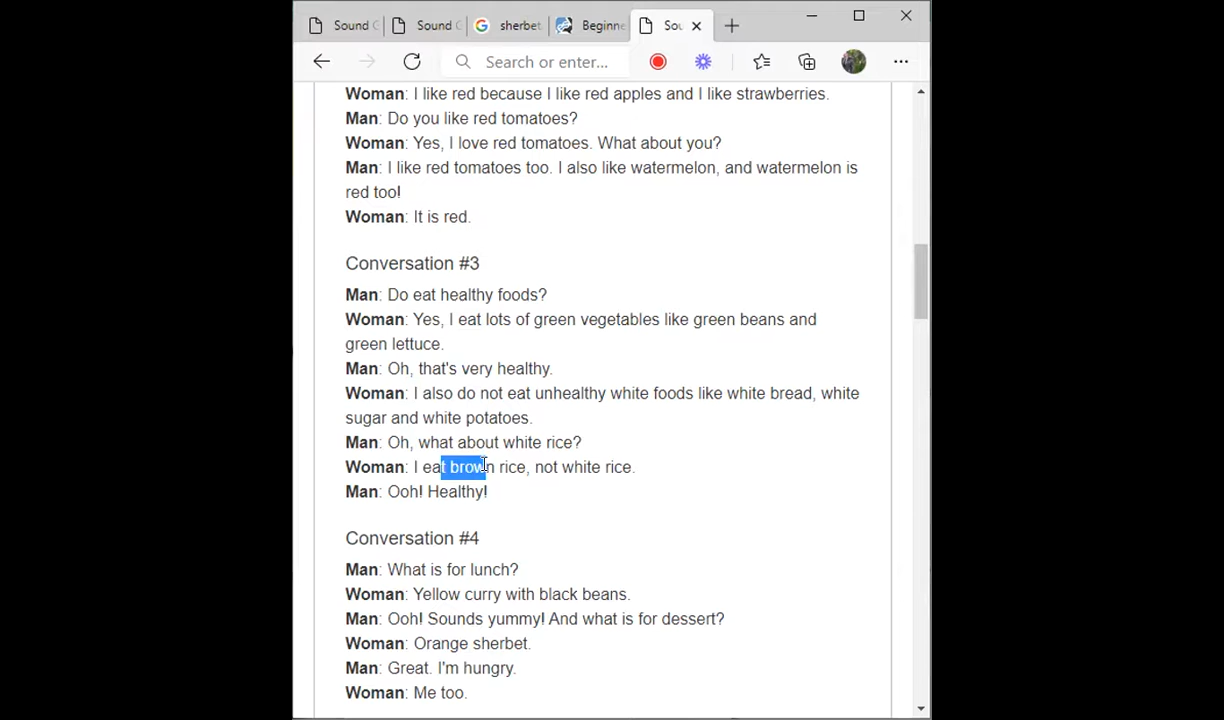 Sound G
Sound G
sherbet
Beginne
Sou
Search or enter...
Woman: I like red because I like red apples and I like strawberries.
Man: Do you like red tomatoes?
Woman: Yes, I love red tomatoes. What about you?
Man: I like red tomatoes too. I also like watermelon, and watermelon is
red too!
Woman: It is red.
Conversation #3
Man: Do eat healthy foods?
Woman: Yes, I eat lots of green vegetables like green beans and
green lettuce.
Man: Oh, that's very healthy.
Woman: I also do not eat unhealthy white foods like white bread, white
sugar and white potatoes.
Man: Oh, what about white rice?
Woman: I eat brown rice, not white rice.
Man: Ooh! Healthy!
Conversation #4
Man: What is for lunch?
Woman: Yellow curry with black beans.
Man: Ooh! Sounds yummy! And what is for dessert?
Woman: Orange sherbet.
Man: Great. I'm hungry.
Woman: Me too.